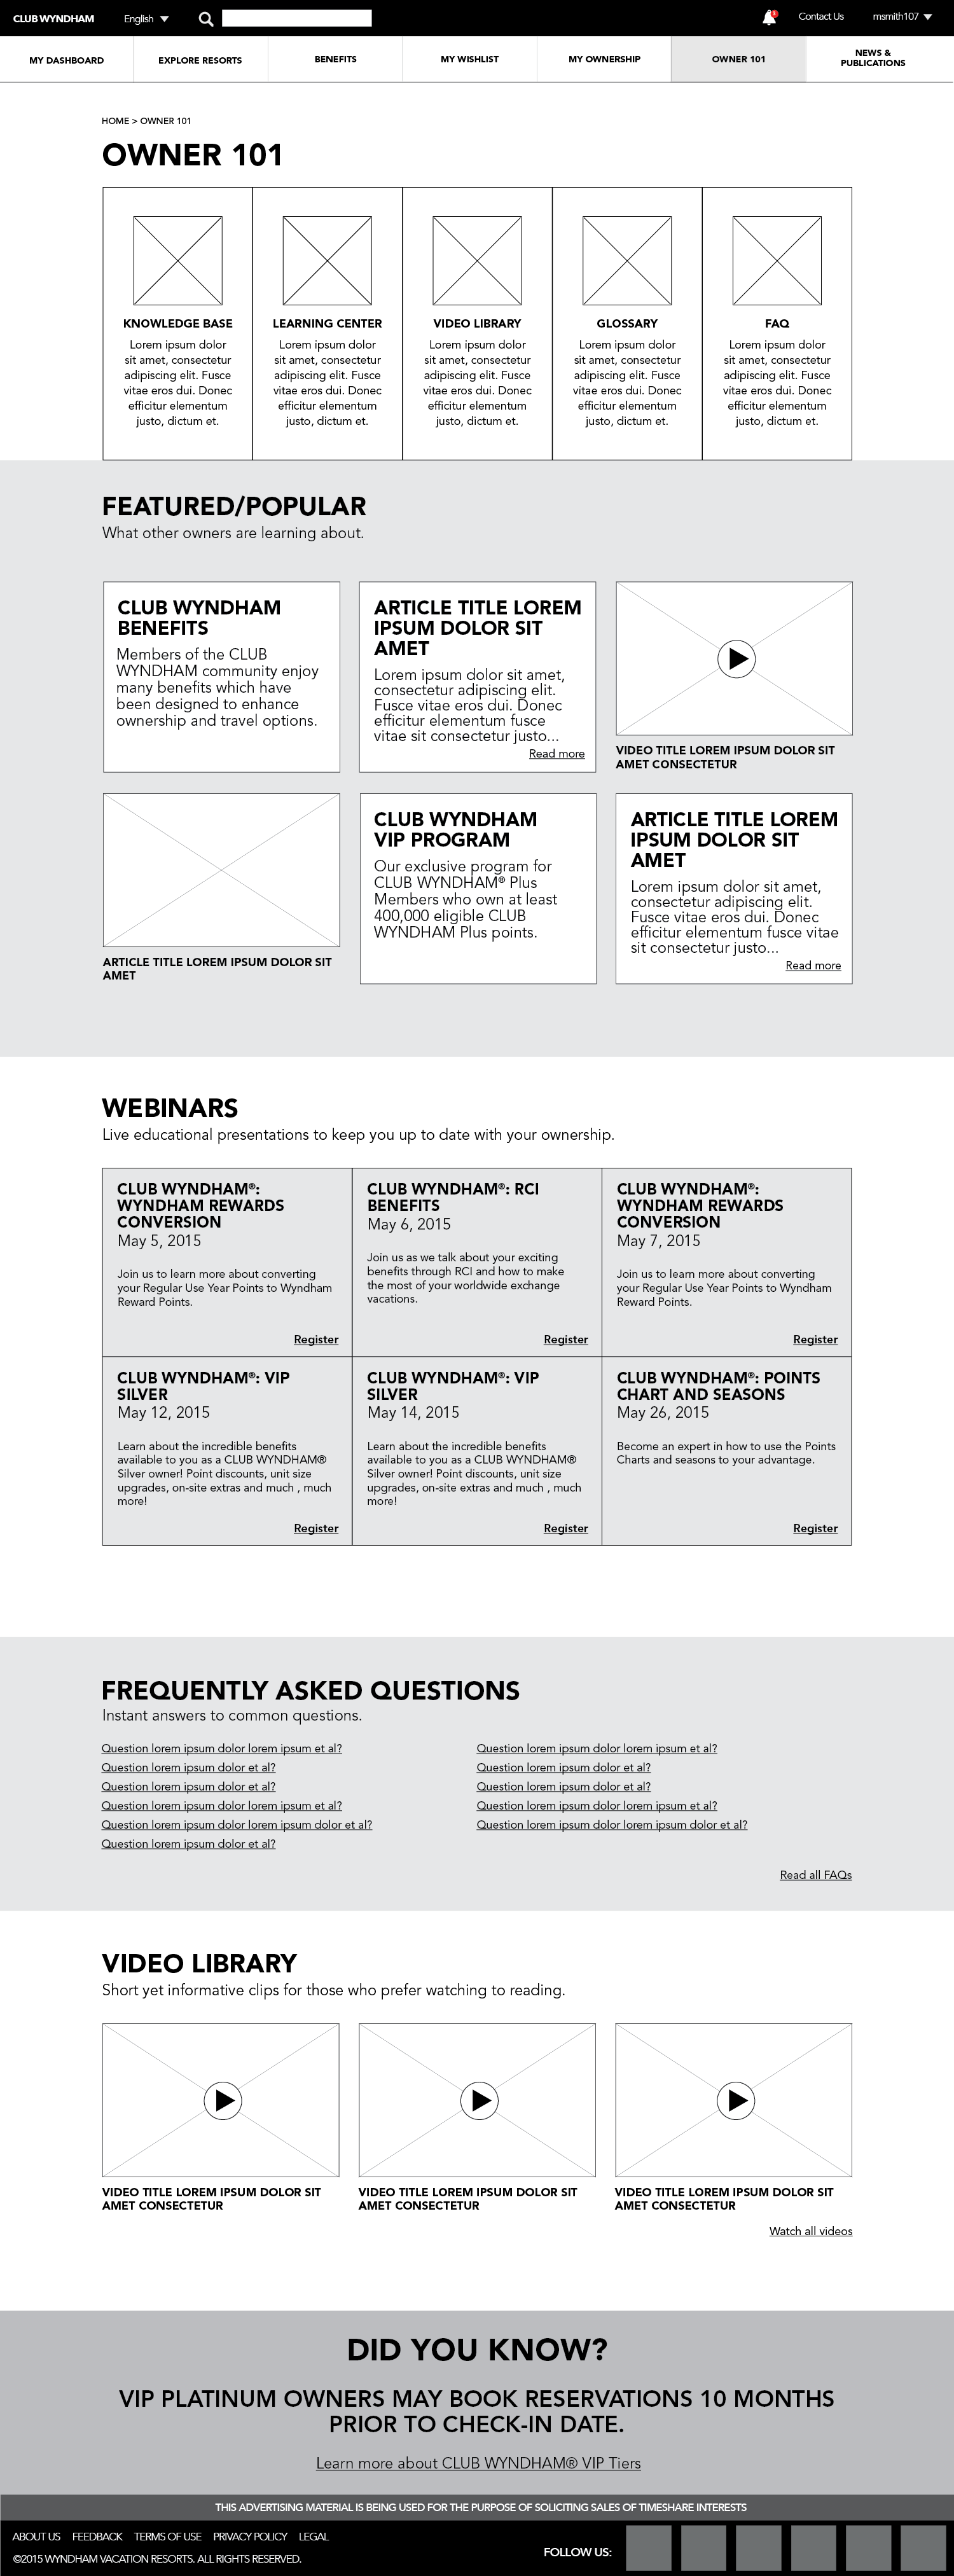 CLUB WYNDHAM English Contact Us msmith107
3
MY DASHBOARD EXPLORE RESORTS BENEFITS MY WISHLIST MY OWNERSHIP OWNER 101 NEWS &
PUBLICATIONS
HOME > OWNER 101
OWNER 101
KNOWLEDGE BASE
Lorem ipsum dolor
sit amet, consectetur
adipiscing elit. Fusce
vitae eros dui. Donec
efficitur elementum
justo, dictum et.
LEARNING CENTER
Lorem ipsum dolor
sit amet, consectetur
adipiscing elit. Fusce
vitae eros dui. Donec
efficitur elementum
justo, dictum et.
VIDEO LIBRARY
Lorem ipsum dolor
sit amet, consectetur
adipiscing elit. Fusce
vitae eros dui. Donec
efficitur elementum
justo, dictum et.
GLOSSARY
Lorem ipsum dolor
sit amet, consectetur
adipiscing elit. Fusce
vitae eros dui. Donec
efficitur elementum
justo, dictum et.
FAQ
Lorem ipsum dolor
sit amet, consectetur
adipiscing elit. Fusce
vitae eros dui. Donec
efficitur elementum
justo, dictum et.
FEATURED/POPULAR
What other owners are learning about.
CLUB WYNDHAM
BENEFITS
Members of the CLUB
WYNDHAM community enjoy
many benefits which have
been designed to enhance
ownership and travel options.
ARTICLE TITLE LOREM
IPSUM DOLOR SIT
AMET
Lorem ipsum dolor sit amet,
consectetur adipiscing elit.
Fusce vitae eros dui. Donec
efficitur elementum fusce
vitae sit consectetur justo...
Read more
VIDEO TITLE LOREM IPSUM DOLOR SIT
AMET CONSECTETUR
ARTICLE TITLE LOREM IPSUM DOLOR SIT
AMET
CLUB WYNDHAM
VIP PROGRAM
Our exclusive program for
CLUB WYNDHAM® Plus
Members who own at least
400,000 eligible CLUB
WYNDHAM Plus points.
ARTICLE TITLE LOREM
IPSUM DOLOR SIT
AMET
Lorem ipsum dolor sit amet,
consectetur adipiscing elit.
Fusce vitae eros dui. Donec
efficitur elementum fusce vitae
sit consectetur justo...
Read more
WEBINARS
Live educational presentations to keep you up to date with your ownership.
CLUB WYNDHAM®:
WYNDHAM REWARDS
CONVERSION
May 5, 2015
Join us to learn more about converting
your Regular Use Year Points to Wyndham
Reward Points.
Register
CLUB WYNDHAM®: RCI
BENEFITS
May 6, 2015
Join us as we talk about your exciting
benefits through RCI and how to make
the most of your worldwide exchange
vacations.
Register
CLUB WYNDHAM®:
WYNDHAM REWARDS
CONVERSION
May 7, 2015
Join us to learn more about converting
your Regular Use Year Points to Wyndham
Reward Points.
Register
CLUB WYNDHAM®: VIP
SILVER
May 12, 2015
Learn about the incredible benefits
available to you as a CLUB WYNDHAM®
Silver owner! Point discounts, unit size
upgrades, on-site extras and much , much
more!
Register
CLUB WYNDHAM®: VIP
SILVER
May 14, 2015
Learn about the incredible benefits
available to you as a CLUB WYNDHAM®
Silver owner! Point discounts, unit size
upgrades, on-site extras and much , much
more!
Register
CLUB WYNDHAM®: POINTS
CHART AND SEASONS
May 26, 2015
Become an expert in how to use the Points
Charts and seasons to your advantage.
Register
FREQUENTLY ASKED QUESTIONS
Instant answers to common questions.
Question lorem ipsum dolor lorem ipsum et al?
Question lorem ipsum dolor et al?
Question lorem ipsum dolor et al?
Question lorem ipsum dolor lorem ipsum et al?
Question lorem ipsum dolor lorem ipsum dolor et al?
Question lorem ipsum dolor et al?
Question lorem ipsum dolor lorem ipsum et al?
Question lorem ipsum dolor et al?
Question lorem ipsum dolor et al?
Question lorem ipsum dolor lorem ipsum et al?
Question lorem ipsum dolor lorem ipsum dolor et al?
Read all FAQs
VIDEO LIBRARY
Short yet informative clips for those who prefer watching to reading.
VIDEO TITLE LOREM IPSUM DOLOR SIT
AMET CONSECTETUR
VIDEO TITLE LOREM IPSUM DOLOR SIT
AMET CONSECTETUR
VIDEO TITLE LOREM IPSUM DOLOR SIT
AMET CONSECTETUR
Watch all videos
DID YOU KNOW?
VIP PLATINUM OWNERS MAY BOOK RESERVATIONS 10 MONTHS
PRIOR TO CHECK-IN DATE.
Learn more about CLUB WYNDHAM® VIP Tiers
THIS ADVERTISING MATERIAL IS BEING USED FOR THE PURPOSE OF SOLICITING SALES OF TIMESHARE INTERESTS
ABOUT US FEEDBACK TERMS OF USE PRIVACY POLICY LEGAL
©2015 WYNDHAM VACATION RESORTS. ALL RIGHTS RESERVED.
FOLLOW US: